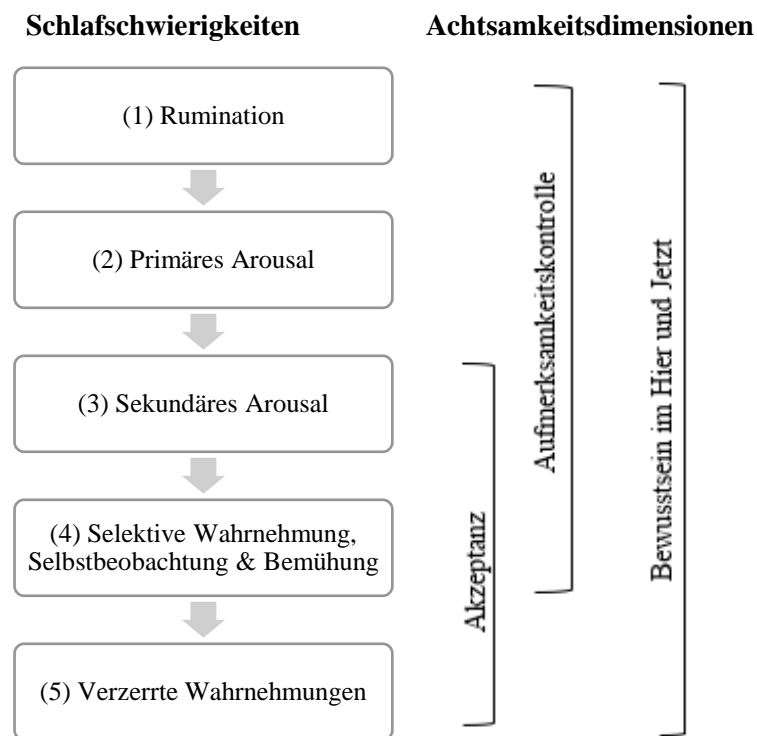 Schlafschwierigkeiten
Achtsamkeitsdimensionen
(1) Rumination
(2) Primäres Arousal
(3) Sekundäres Arousal
(4) Selektive Wahrnehmung,
Selbstbeobachtung & Bemühung
(5) Verzerrte Wahrnehmungen
Akzeptanz
Aufmerksamkeitskontrolle
Bewusstsein im Hier und Jetzt